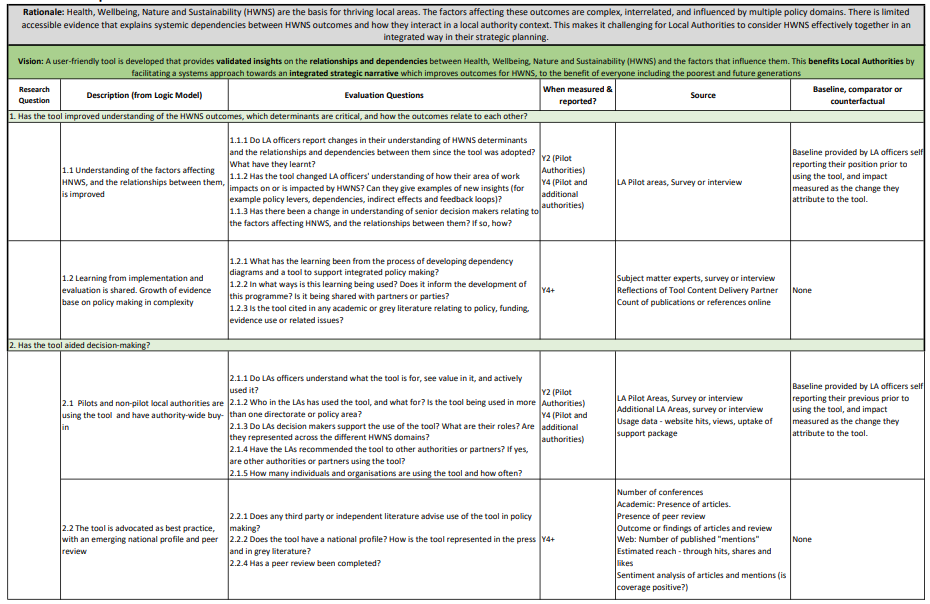 Rationale: Health, Wellbeing, Nature and Sustainability (HWNS) are the basis for thriving local areas. The factors affecting these outcomes are complex, interrelated, and influenced by multiple policy domains. There is limited
accessible evidence that explains systemic dependencies between HWNS outcomes and how they interact in a local authority context. This makes it challenging for Local Authorities to consider HWNS effectively together in an
integrated way in their strategic planning.
Vision: A user-friendly tool is developed that provides validated insights on the relationships and dependencies between Health, Wellbeing, Nature and Sustainability (HWNS) and the factors that influence them. This benefits Local Authorities by
facilitating a systems approach towards an integrated strategic narrative which improves outcomes for HWNS, to the benefit of everyone including the poorest and future generations
Research
Question
Description (from Logic Model)
Evaluation Questions
When measured &
reported?
Source
Baseline, comparator or
counterfactual
1. Has the tool improved understanding of the HWNS outcomes, which determinants are critical, and how the outcomes relate to each other?
1.1 Understanding of the factors affecting
HNWS, and the relationships between them,
is improved
1.1.1 Do LA officers report changes in their understanding of HWNS determinants
and the relationships and dependencies between them since the tool was adopted?
What have they learnt?
1.1.2 Has the tool changed LA officers' understanding of how their area of work
impacts on or is impacted by HWNS? Can they give examples of new insights (for
example policy levers, dependencies, indirect effects and feedback loops)?
1.1.3 Has there been a change in understanding of senior decision makers relating to
the factors affecting HNWS, and the relationships between them? If so, how?
Y2 (Pilot
Authorities)
Y4 (Pilot and
additional
authorities)
LA Pilot areas, Survey or interview
Baseline provided by LA officers self
reporting their position prior to
using the tool, and impact
measured as the change they
attribute to the tool.
1.2 Learning from implementation and
evaluation is shared. Growth of evidence
base on policy making in complexity
1.2.1 What has the learning been from the process of developing dependency
diagrams and a tool to support integrated policy making?
1.2.2 In what ways is this learning being used? Does it inform the development of
this programme? Is it being shared with partners or parties?
1.2.3 Is the tool cited in any academic or grey literature relating to policy, funding,
evidence use or related issues?
Y4+
Subject matter experts, survey or interview
Reflections of Tool Content Delivery Partner
Count of publications or references online
None
2. Has the tool aided decision-making?
2.1 Pilots and non-pilot local authorities are
using the tool and have authority-wide buy-
in
2.1.1 Do LAs officers understand what the tool is for, see value in it, and actively
used it?
2.1.2 Who in the LAs has used the tool, and what for? Is the tool being used in more
than one directorate or policy area?
2.1.3 Do LAs decision makers support the use of the tool? What are their roles? Are
they represented across the different HWNS domains?
2.1.4 Have the LAs recommended the tool to other authorities or partners? If yes,
are other authorities or partners using the tool?
2.1.5 How many individuals and organisations are using the tool and how often?
Y2 (Pilot
Authorities)
Y4 (Pilot and
additional
authorities)
LA Pilot Areas, Survey or interview
Additional LA Areas, survey or interview
Usage data - website hits, views, uptake of
support package
Baseline provided by LA officers self
reporting their previous prior to
using the tool, and impact
measured as the change they
attribute to the tool.
2.2 The tool is advocated as best practice,
with an emerging national profile and peer
review
2.2.1 Does any third party or independent literature advise use of the tool in policy
making?
2.2.2 Does the tool have a national profile? How is the tool represented in the press
and in grey literature?
2.2.4 Has a peer review been completed?
Y4+
Number of conferences
Academic: Presence of articles.
Presence of peer review
Outcome or findings of articles and review
Web: Number of published "mentions"
Estimated reach - through hits, shares and
likes
Sentiment analysis of articles and mentions (is
coverage positive?)
None